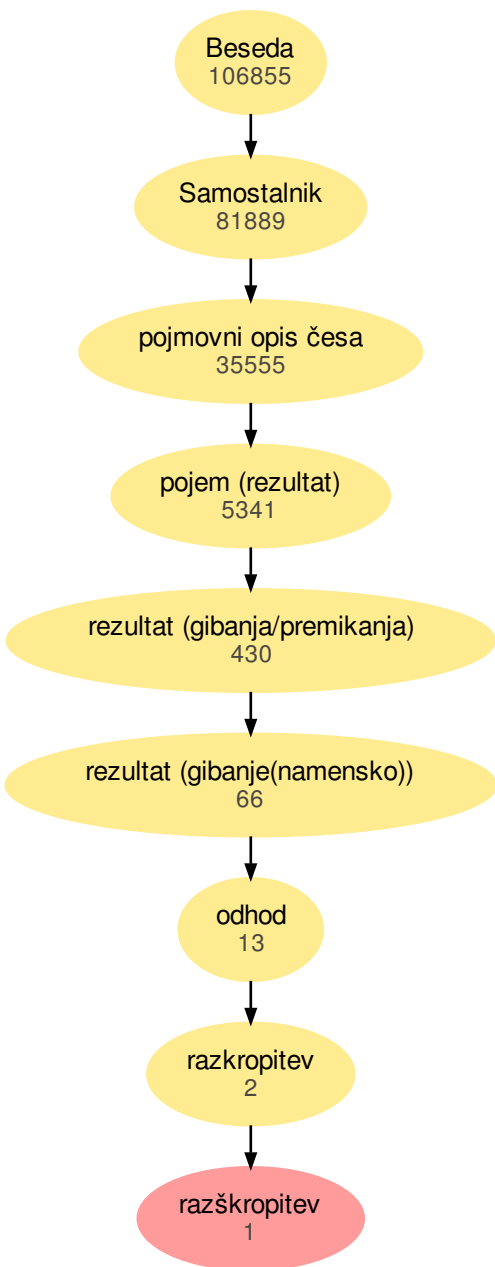 Beseda
106855
Samostalnik
81889
pojmovni opis česa
35555
pojem (rezultat)
5341
rezultat (gibanja/premikanja)
430
rezultat (gibanje(namensko))
66
odhod
13
razkropitev
2
razškropitev
1